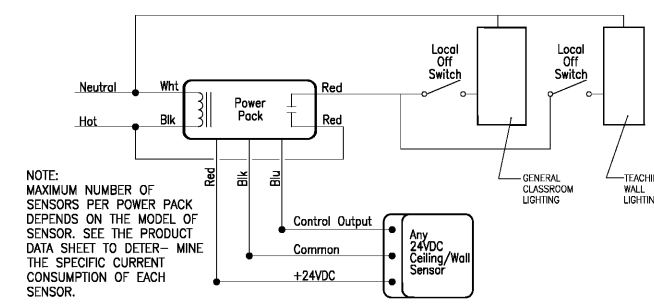 Local
Off
Switch
Local
Off
Switch
Neutral
Wht
Red
Power
Pack
Hot
Blk
Red
Red
Blk
Blu
GENERAL
CLASSROOM
LIGHTING
TEACHI
WALL
LIGHTIN
NOTE:
MAXIMUM NUMBER OF
SENSORS PER POWER PACK
DEPENDS ON THE MODEL OF
SENSOR. SEE THE PRODUCT
DATA SHEET TO DETER- MINE
THE SPECIFIC CURRENT
CONSUMPTION OF EACH
SENSOR.
Control Output
Common
+24VDC
Any
24VDC
Ceiling/Wall
Sensor